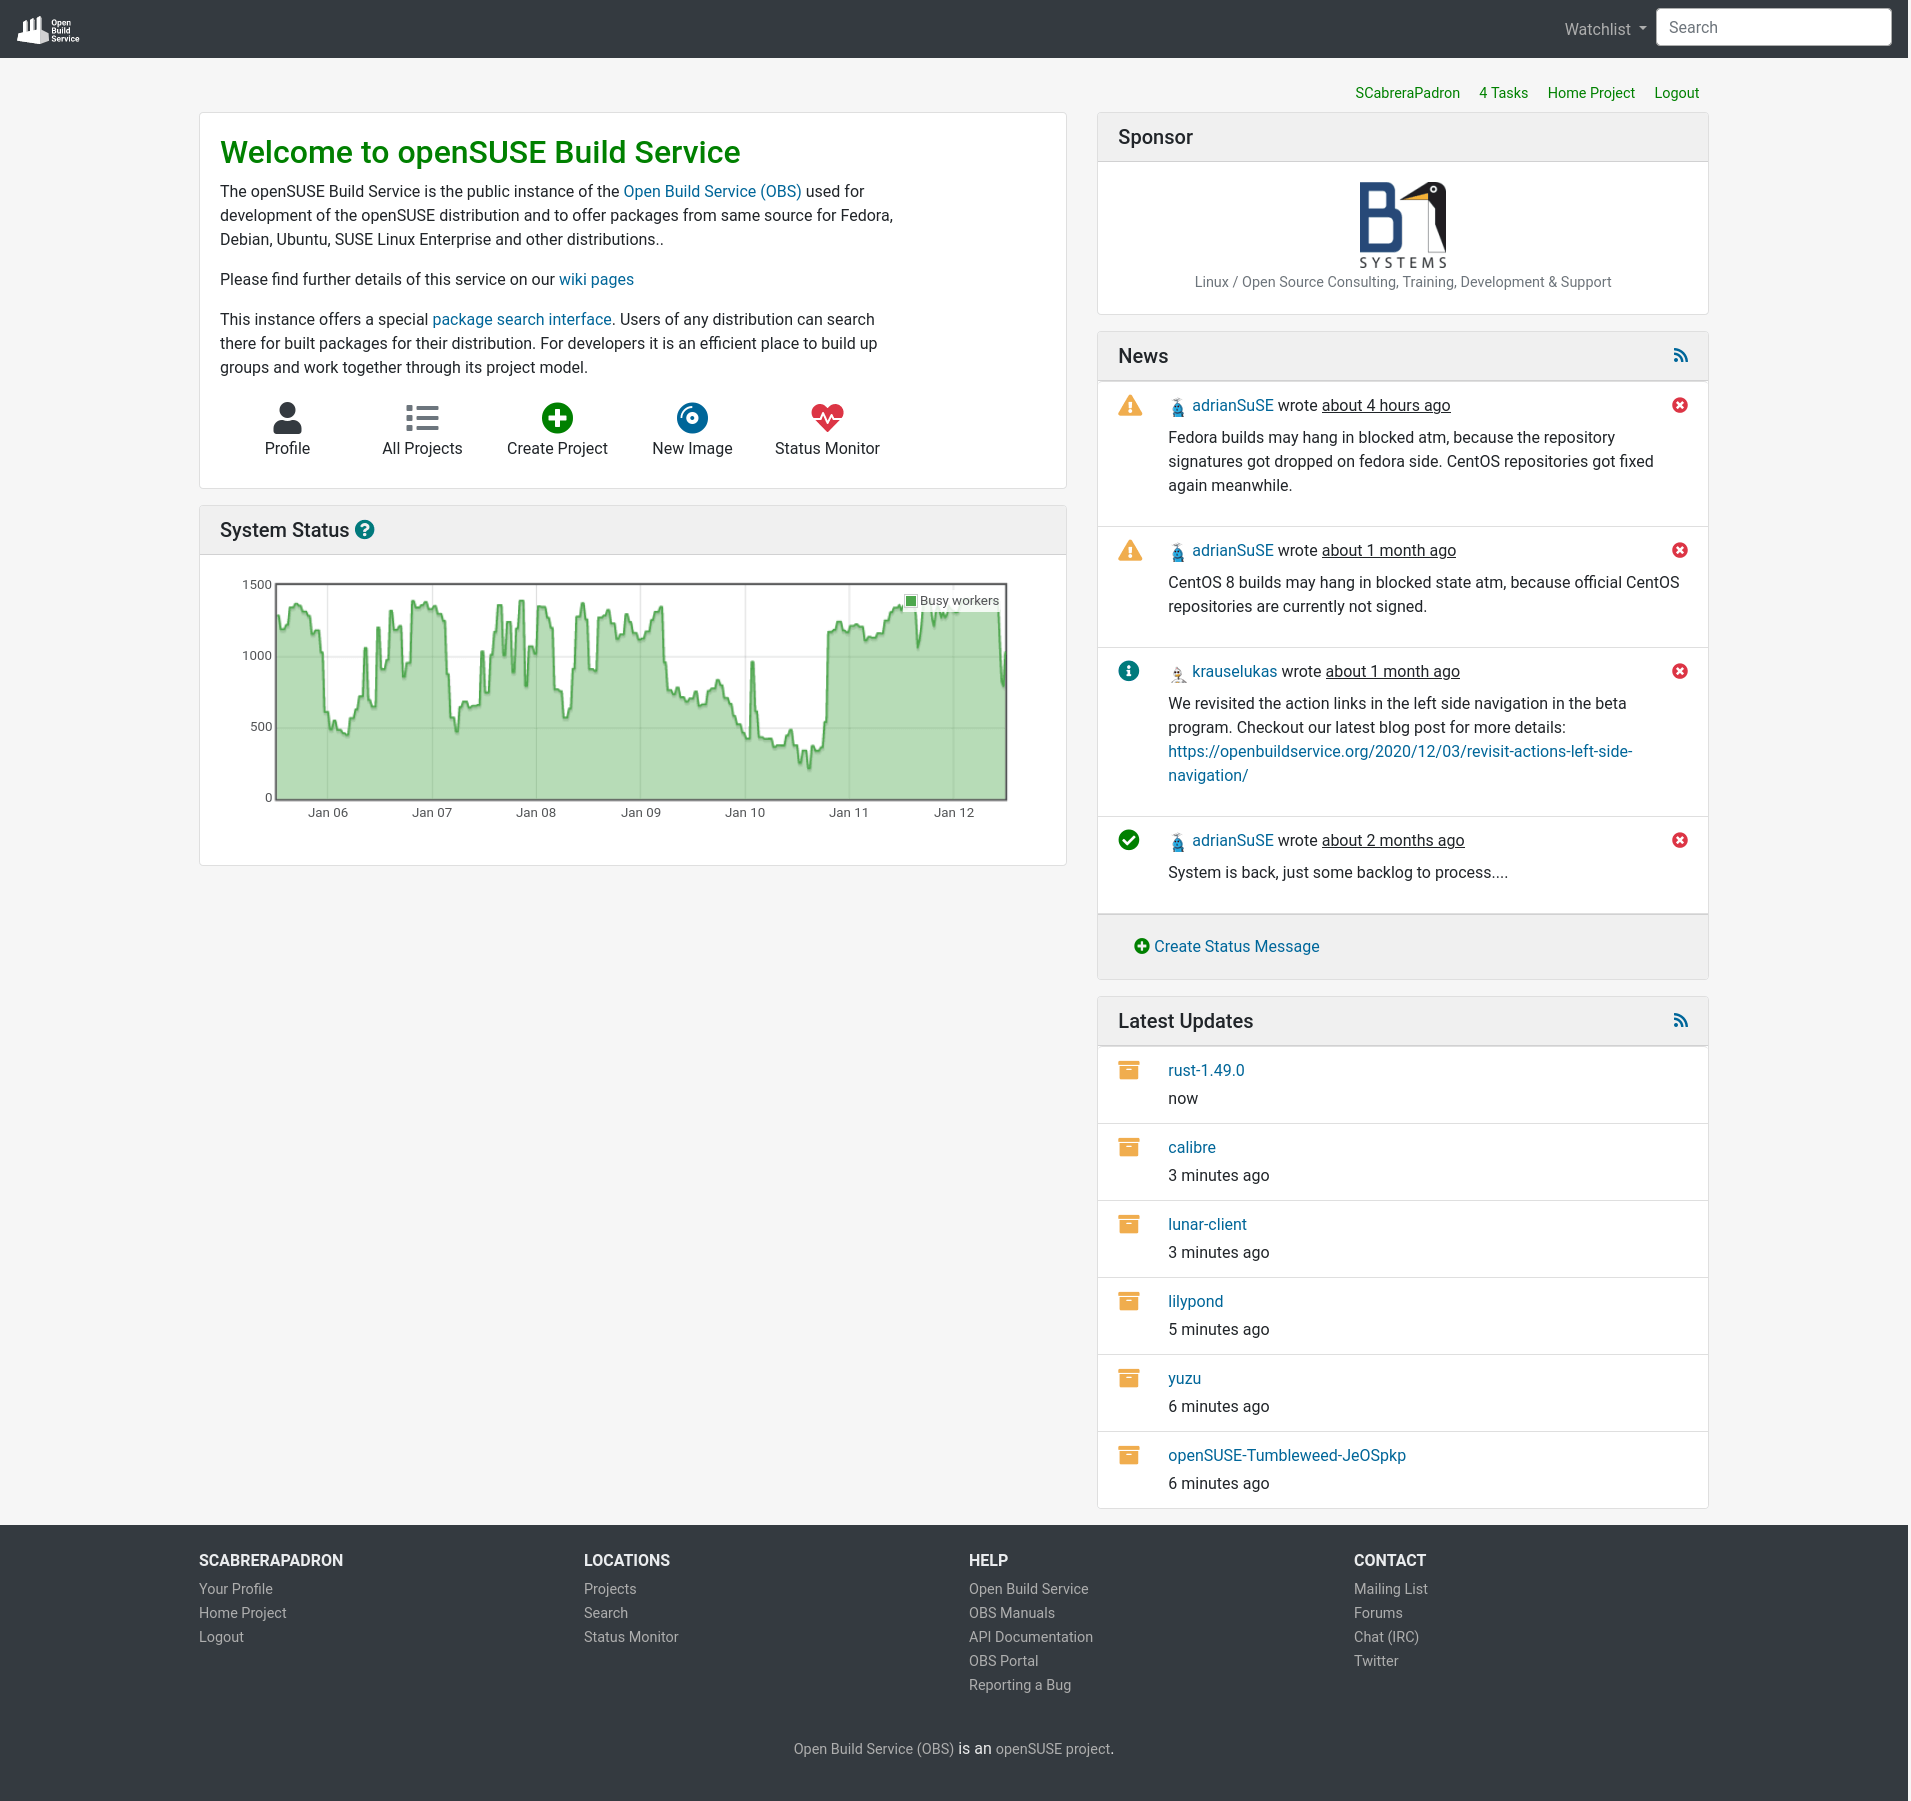 Open
Build
Service
Watchlist
Search
SCabreraPadron 4 Tasks Home Project Logout
Welcome to openSUSE Build Service
The openSUSE Build Service is the public instance of the Open Build Service (OBS) used for
development of the openSUSE distribution and to offer packages from same source for Fedora,
Debian, Ubuntu, SUSE Linux Enterprise and other distributions..
Please find further details of this service on our wiki pages
This instance offers a special package search interface. Users of any distribution can search
there for built packages for their distribution. For developers it is an efficient place to build up
groups and work together through its project model.
Profile
All Projects
Create Project
New Image
Status Monitor
System Status
1500
1000
500
0
Busy workers
Jan 06 Jan 07 Jan 08 Jan 09 Jan 10 Jan 11 Jan 12
Sponsor
B1
SYSTEMS
Linux / Open Source Consulting, Training, Development & Support
News
adrianSuSE wrote about 4 hours ago
Fedora builds may hang in blocked atm, because the repository
signatures got dropped on fedora side. CentOS repositories got fixed
again meanwhile.
adrianSuSE wrote about 1 month ago
CentOS 8 builds may hang in blocked state atm, because official CentOS
repositories are currently not signed.
krauselukas wrote about 1 month ago
We revisited the action links in the left side navigation in the beta
program. Checkout our latest blog post for more details:
https://openbuildservice.org/2020/12/03/revisit-actions-left-side-
navigation/
adrianSuSE wrote about 2 months ago
System is back, just some backlog to process....
Create Status Message
Latest Updates
rust-1.49.0
now
calibre
3 minutes ago
lunar-client
3 minutes ago
lilypond
5 minutes ago
yuzu
6 minutes ago
openSUSE-Tumbleweed-JeOSpkp
6 minutes ago
SCABRERAPADRON
Your Profile
Home Project
Logout
LOCATIONS
Projects
Search
Status Monitor
HELP
Open Build Service
OBS Manuals
API Documentation
OBS Portal
Reporting a Bug
CONTACT
Mailing List
Forums
Chat (IRC)
Twitter
Open Build Service (OBS) is an openSUSE project.